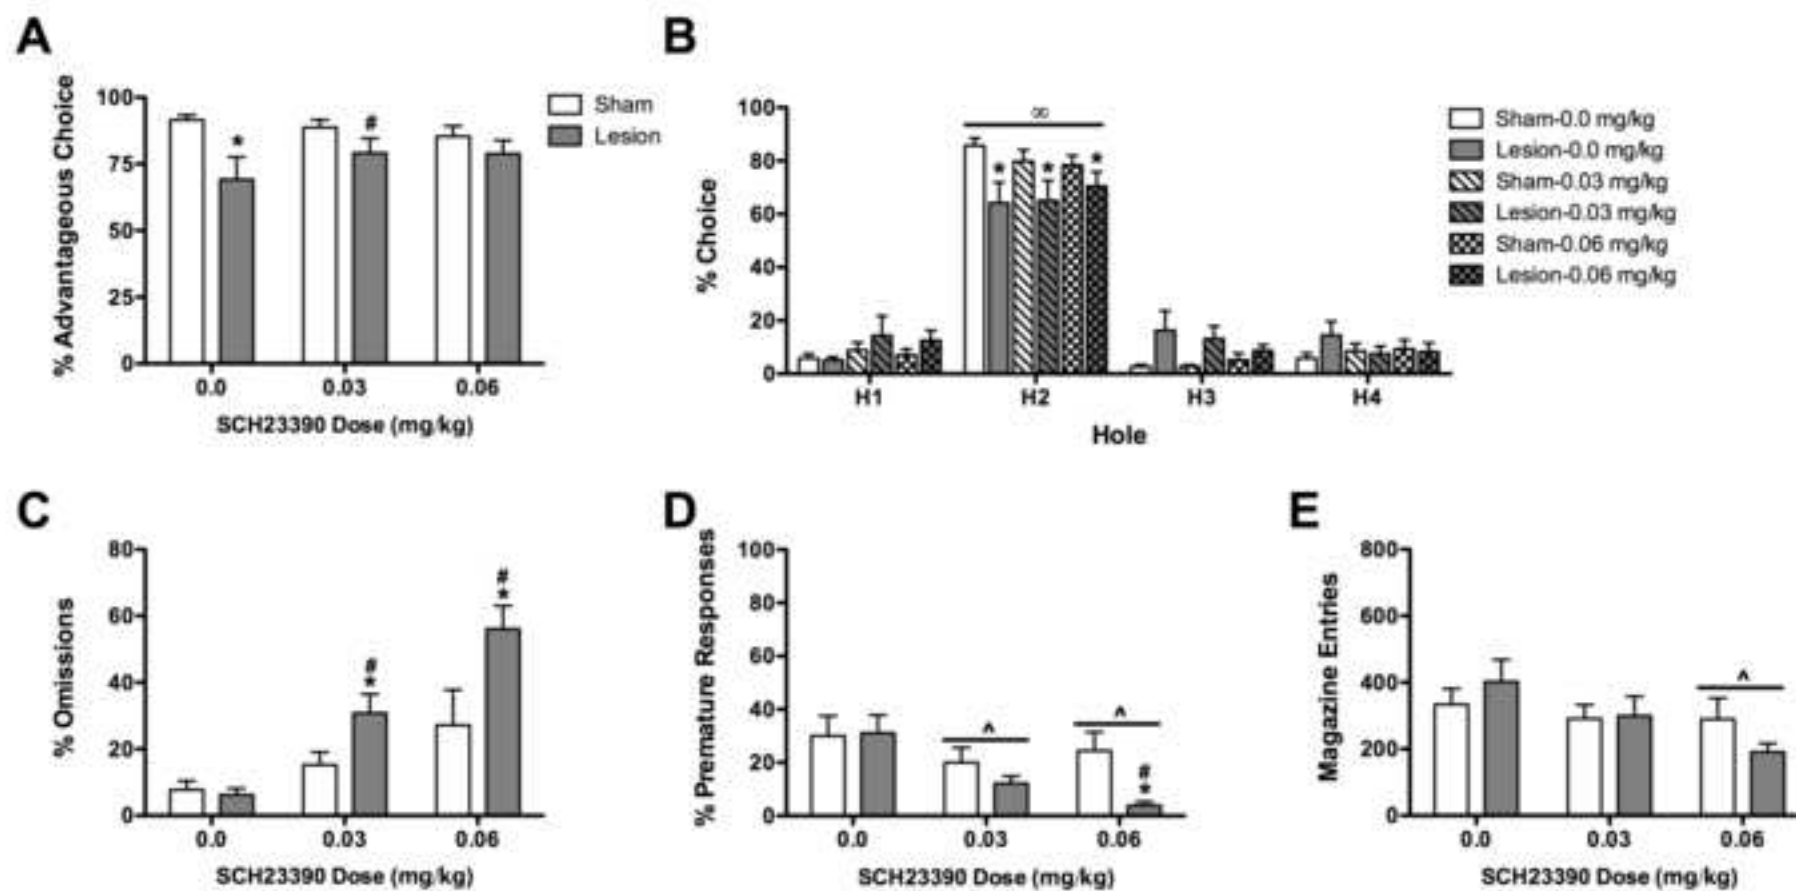 A
% Advantageous Choice
100
75
50
25
0
*
#
0.0
0.03
0.06
SCH23390 Dose (mg/kg)
Sham
Lesion
B
% Choice
100
80
60
40
20
0
∞
*
*
*
H1
H2
H3
H4
Hole
Sham-0.0 mg/kg
Lesion-0.0 mg/kg
Sham-0.03 mg/kg
Lesion-0.03 mg/kg
Sham-0.06 mg/kg
Lesion-0.06 mg/kg
C
% Omissions
80
60
40
20
0
#
*
#
*
0.0
0.03
0.06
SCH23390 Dose (mg/kg)
D
% Premature Responses
100
80
60
40
20
0
^
^
#
*
0.0
0.03
0.06
SCH23390 Dose (mg/kg)
E
Magazine Entries
800
600
400
200
0
^
0.0
0.03
0.06
SCH23390 Dose (mg/kg)